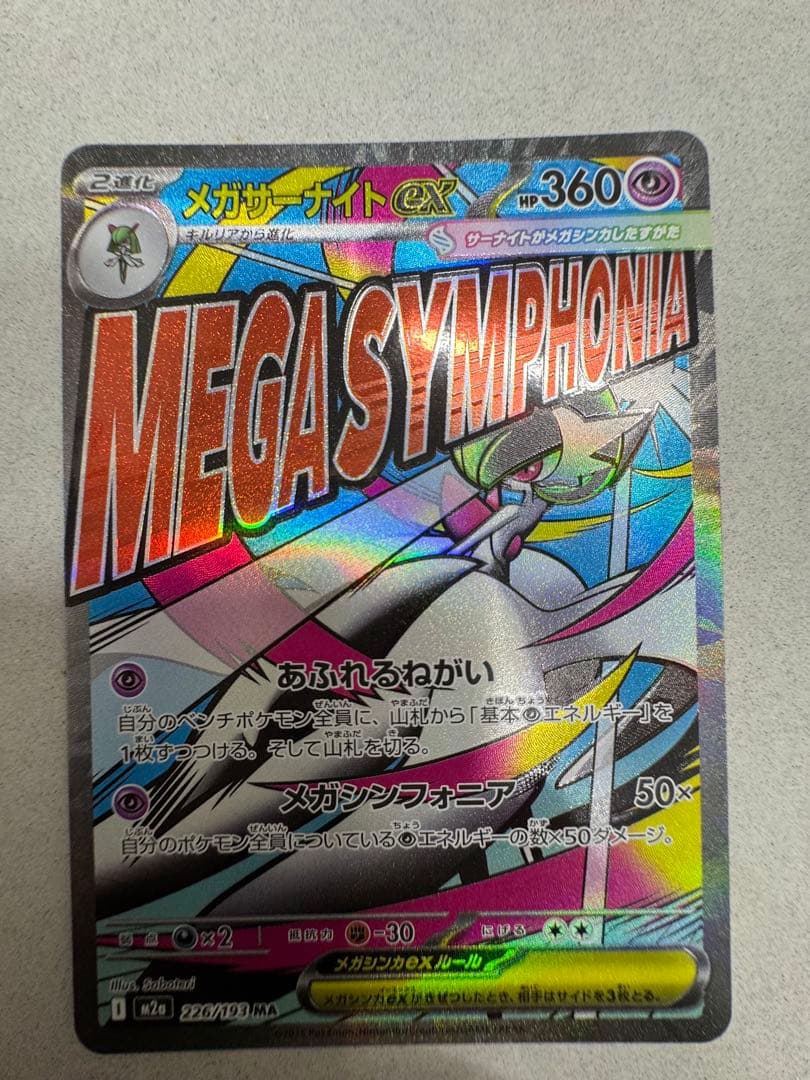 2進化
メガサーナイトex
HP360
キルリアから進化
サーナイトがメガシンカしたすがた
MEGA SYMPHONIA
あふれるねがい
自分のベンチポケモン全員に、山札から「基本エネルギー」を
1枚ずつつける。そして山札を切る。
メガシンフォニア 50×
自分のポケモン全員についているエネルギーの数×50ダメージ。
弱点 ×2 抵抗力 -30 にげる
メガシンカexルール
メガシンカexがきぜつしたとき、相手はサイドを3枚とる。
Illus. Saboteri
I M2a 226/193 MA